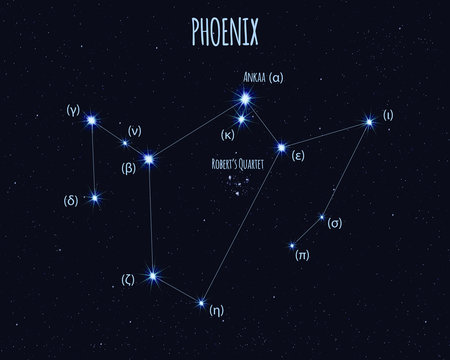 PHOENIX
ANKAA (α)
(γ)
(ν)
(κ)
(ι)
(β)
(ε)
ROBERT'S QUARTET
(δ)
(σ)
(π)
(ζ)
(η)